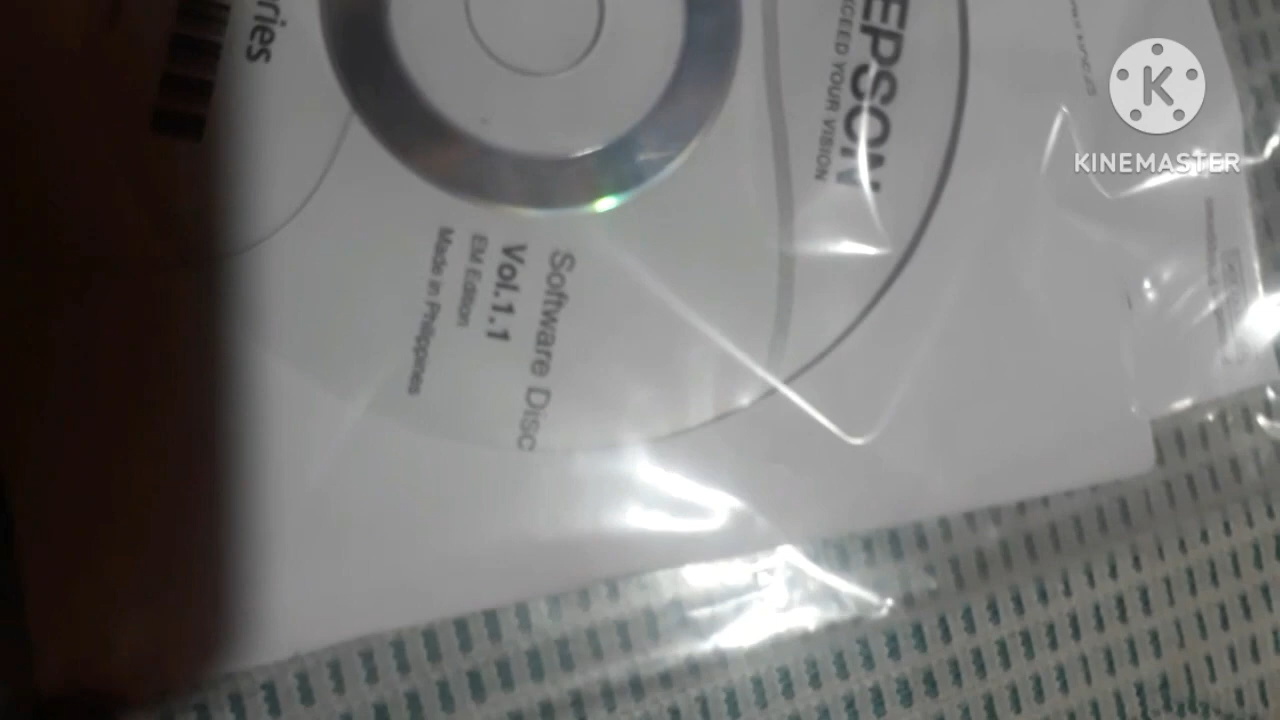 EPSON
EXCEED YOUR VISION
Software Disc
Vol.1.1
EM Edition
Made in Philippines
ries
KINEMASTER